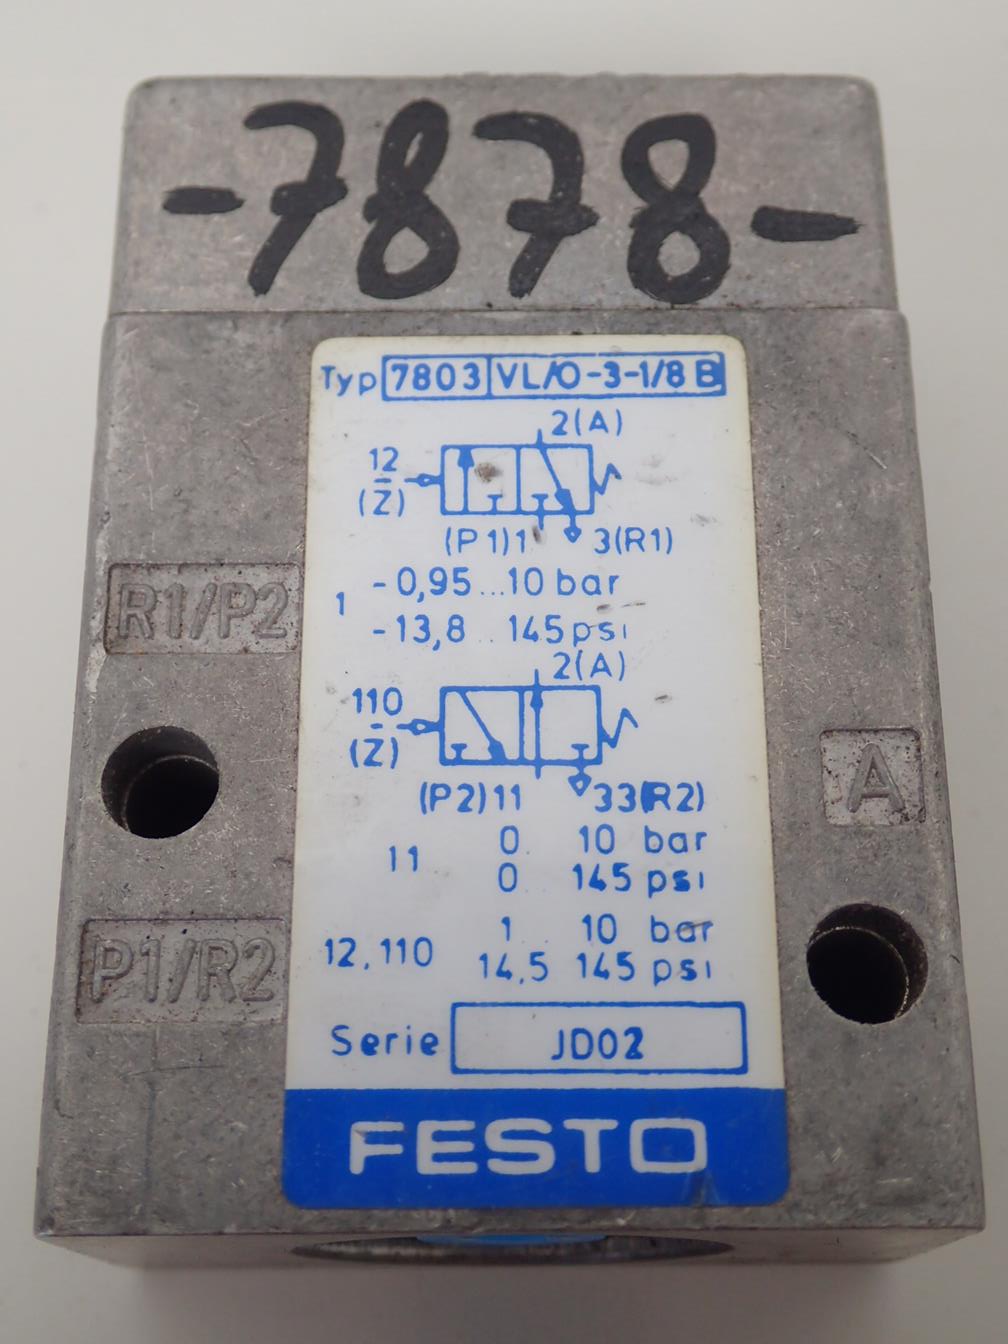 -7878-
Typ 7803 VL/O-3-1/8 B
2(A)
12
(Z)
(P1)1 3(R1)
1 -0,95...10 bar
-13,8 .. 145 psi
2(A)
110
(Z)
(P2)11 33(R2)
11 0. 10 bar
0 145 psi
12,110 1.. 10 bar
14,5 145 psi
Serie JD02
FESTO
R1/P2
A
P1/R2